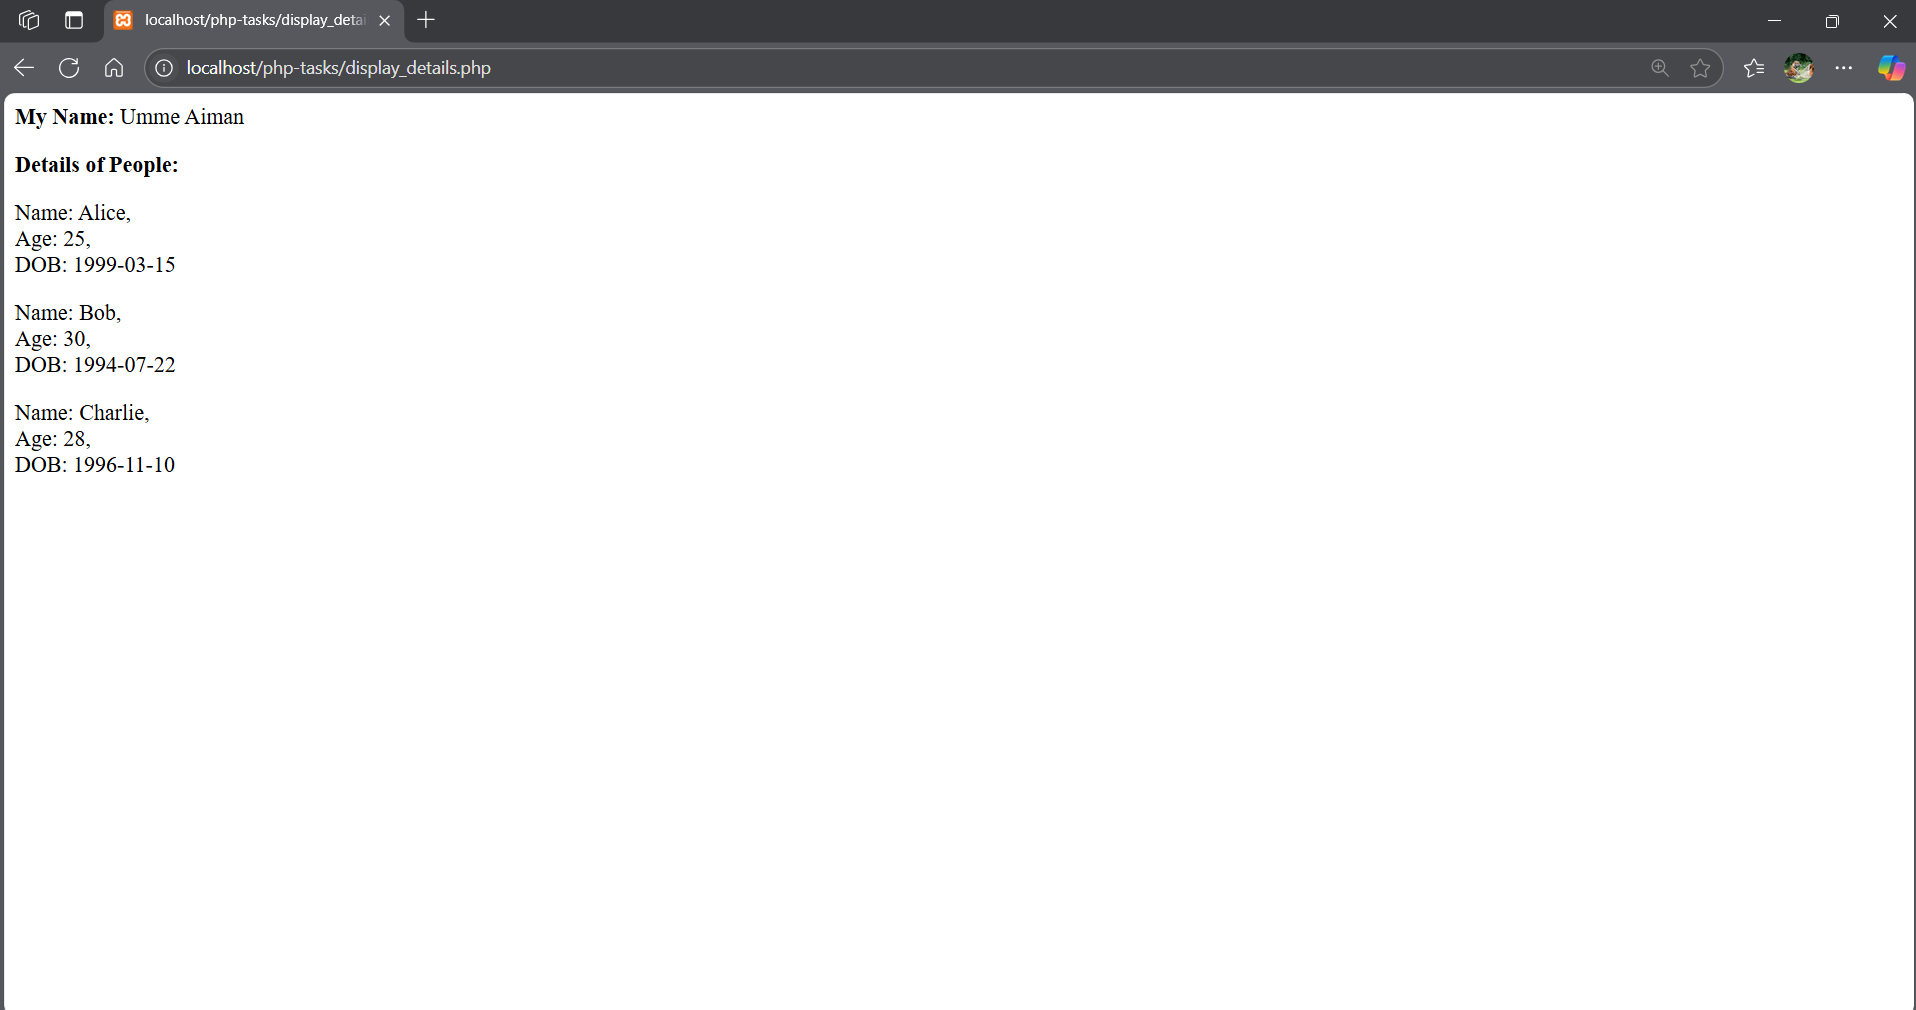 localhost/php-tasks/display_detai
localhost/php-tasks/display_details.php
My Name: Umme Aiman
Details of People:
Name: Alice,
Age: 25,
DOB: 1999-03-15
Name: Bob,
Age: 30,
DOB: 1994-07-22
Name: Charlie,
Age: 28,
DOB: 1996-11-10